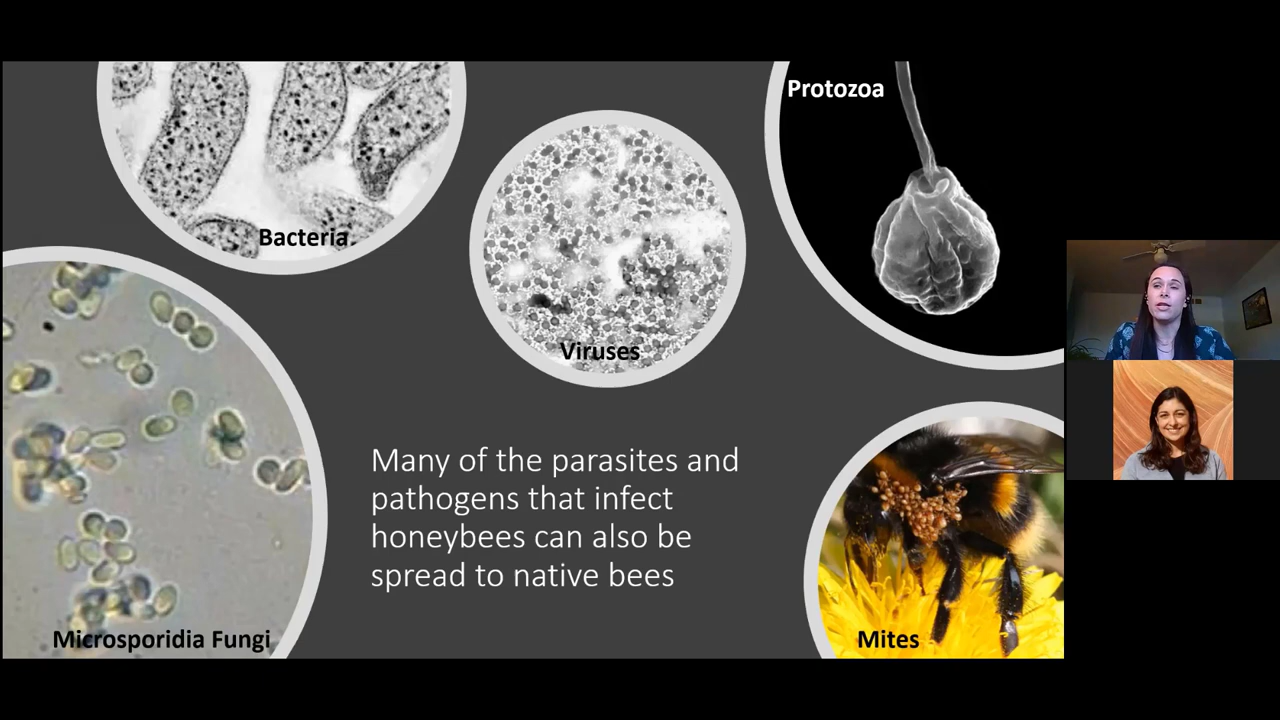 Protozoa
Bacteria
Viruses
Many of the parasites and
pathogens that infect
honeybees can also be
spread to native bees
Microsporidia Fungi
Mites